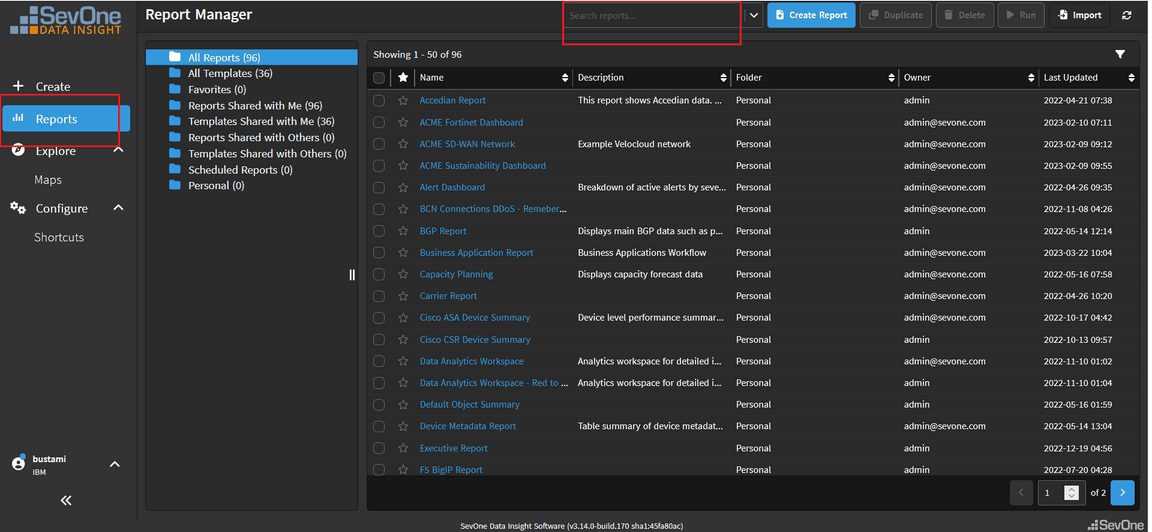 SevOne
DATA INSIGHT
Create
Reports
Explore
Maps
Configure
Shortcuts
bustami
IBM
Report Manager
Search reports...
Create Report
Duplicate
Delete
Run
Import
All Reports (96)
All Templates (36)
Favorites (0)
Reports Shared with Me (96)
Templates Shared with Me (36)
Reports Shared with Others (0)
Templates Shared with Others (0)
Scheduled Reports (0)
Personal (0)
Showing 1 - 50 of 96
Name Description Folder Owner Last Updated
Accedian Report This report shows Accedian data. ... Personal admin 2022-04-21 07:38
ACME Fortinet Dashboard Personal admin@sevone.com 2023-02-10 07:11
ACME SD-WAN Network Example Velocloud network Personal admin@sevone.com 2023-02-09 09:12
ACME Sustainability Dashboard Personal admin@sevone.com 2023-02-09 09:55
Alert Dashboard Breakdown of active alerts by seve... Personal admin@sevone.com 2022-04-26 09:35
BCN Connections DDoS - Remeber... Personal admin@sevone.com 2022-11-08 04:26
BGP Report Displays main BGP data such as p... Personal admin@sevone.com 2022-05-14 12:14
Business Application Report Business Applications Workflow Personal admin@sevone.com 2023-03-22 10:04
Capacity Planning Displays capacity forecast data Personal admin@sevone.com 2022-05-16 07:58
Carrier Report Personal admin@sevone.com 2022-04-26 10:20
Cisco ASA Device Summary Device level performance summar... Personal admin@sevone.com 2022-10-17 04:42
Cisco CSR Device Summary Personal admin 2022-10-13 09:57
Data Analytics Workspace Analytics workspace for detailed i... Personal admin@sevone.com 2022-11-10 01:02
Data Analytics Workspace - Red to ... Analytics workspace for detailed i... Personal admin 2022-11-10 01:04
Default Object Summary Personal admin 2022-05-16 01:59
Device Metadata Report Table summary of device metadat... Personal admin@sevone.com 2022-05-14 13:04
Executive Report Personal admin 2022-12-19 04:56
F5 BigIP Report Personal admin 2022-07-20 04:28
1 of 2
SevOne Data Insight Software (v3.14.0-build.170 sha1:45fa80ac)
SevOne